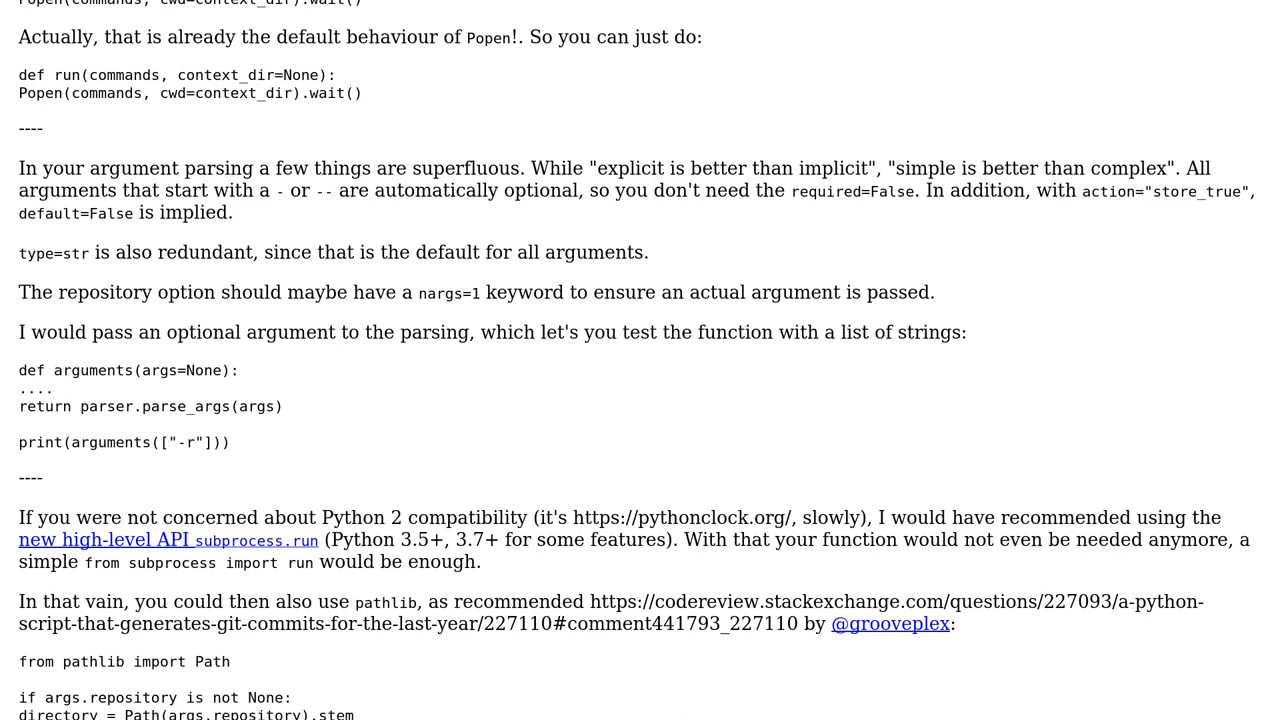 Popen(commands, cwd=context_dir).wait()
Actually, that is already the default behaviour of Popen!. So you can just do:
def run(commands, context_dir=None):
Popen(commands, cwd=context_dir).wait()
----
In your argument parsing a few things are superfluous. While "explicit is better than implicit", "simple is better than complex". All
arguments that start with a - or -- are automatically optional, so you don't need the required=False. In addition, with action="store_true",
default=False is implied.
type=str is also redundant, since that is the default for all arguments.
The repository option should maybe have a nargs=1 keyword to ensure an actual argument is passed.
I would pass an optional argument to the parsing, which let's you test the function with a list of strings:
def arguments(args=None):
....
return parser.parse_args(args)
print(arguments(["-r"]))
----
If you were not concerned about Python 2 compatibility (it's https://pythonclock.org/, slowly), I would have recommended using the
new high-level API subprocess.run (Python 3.5+, 3.7+ for some features). With that your function would not even be needed anymore, a
simple from subprocess import run would be enough.
In that vain, you could then also use pathlib, as recommended https://codereview.stackexchange.com/questions/227093/a-python-
script-that-generates-git-commits-for-the-last-year/227110#comment441793_227110 by @grooveplex:
from pathlib import Path
if args.repository is not None:
directory = Path(args.repository).stem